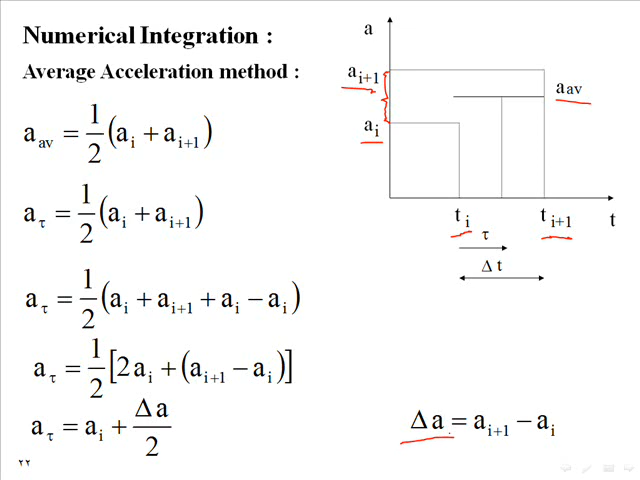 Numerical Integration :
Average Acceleration method :
a_av = 1/2 (a_i + a_{i+1})
a_τ = 1/2 (a_i + a_{i+1})
a_τ = 1/2 (a_i + a_{i+1} + a_i − a_i)
a_τ = 1/2 [2a_i + (a_{i+1} − a_i)]
a_τ = a_i + Δa/2
a
a_{i+1}
a_av
a_i
t_i
t_{i+1}
t
τ
Δt
Δa = a_{i+1} − a_i
٢٢